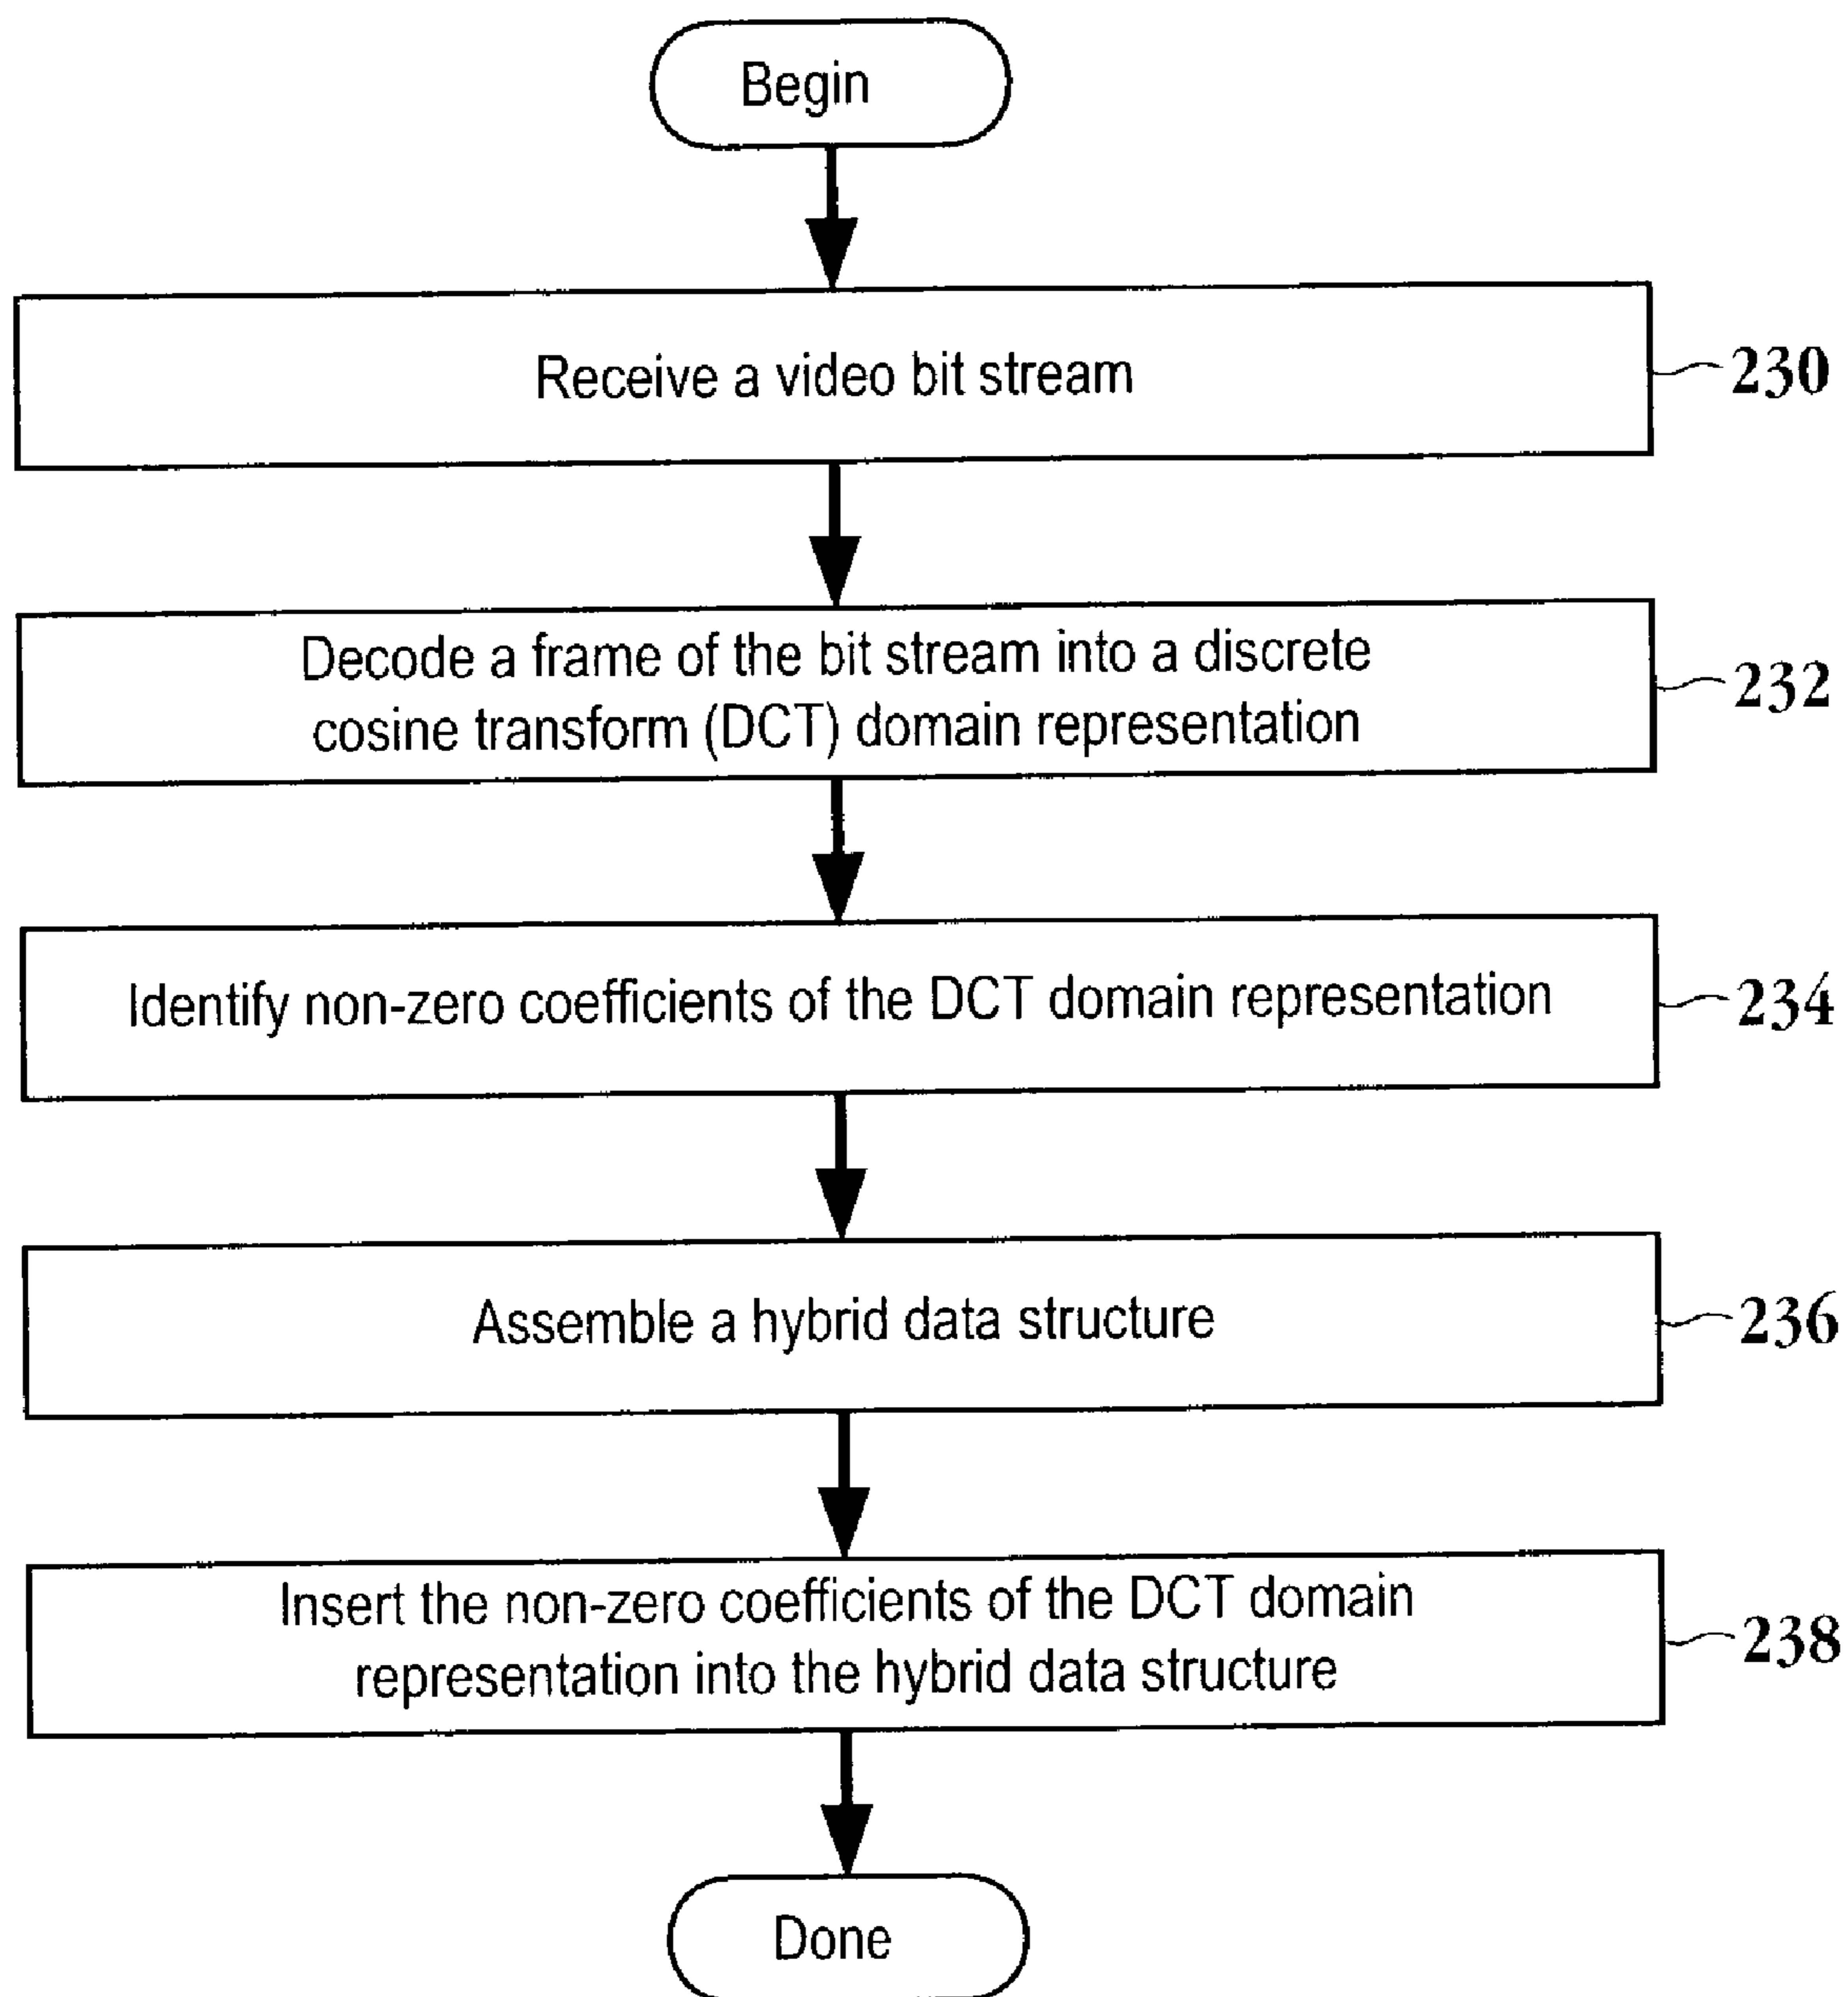 Begin
Receive a video bit stream
230
Decode a frame of the bit stream into a discrete
cosine transform (DCT) domain representation
232
Identify non-zero coefficients of the DCT domain representation
234
Assemble a hybrid data structure
236
Insert the non-zero coefficients of the DCT domain
representation into the hybrid data structure
238
Done